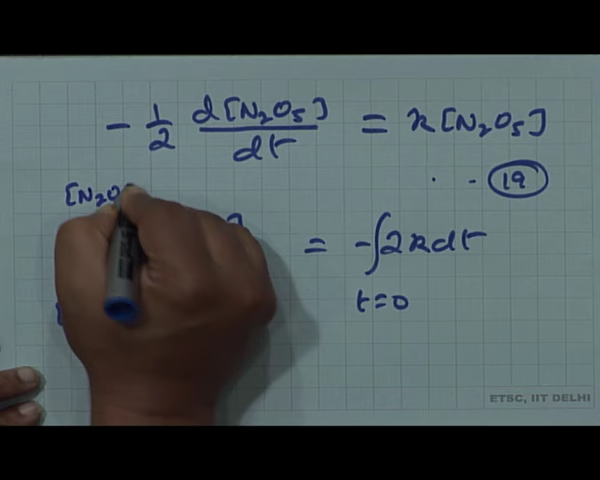 - 1/2 d[N₂O₅]/dt = k[N₂O₅]
. - (19)
[N₂O
= -∫2kdt
t=0
ETSC, IIT DELHI